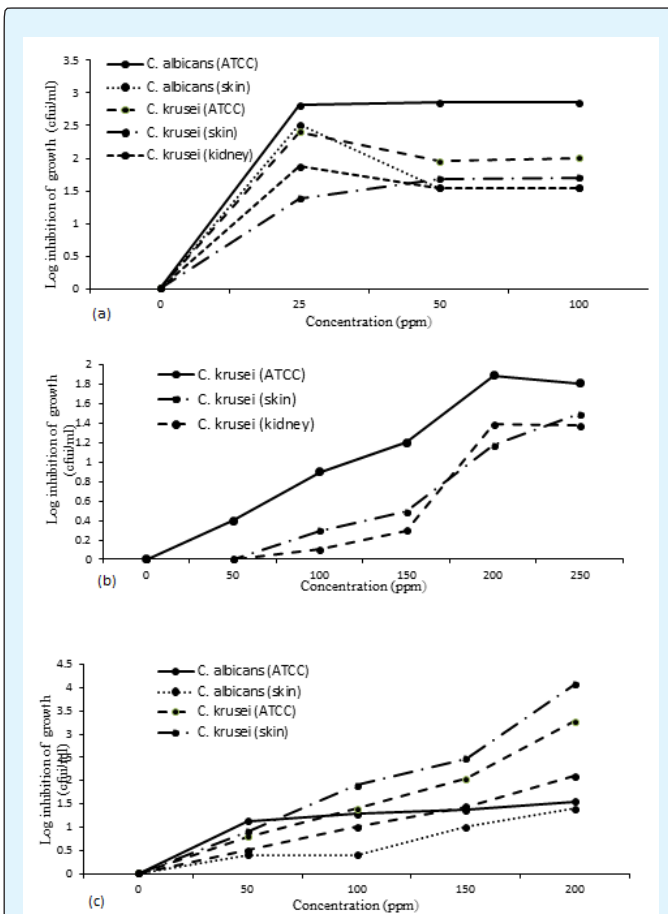 Log inhibition of growth (cfui/ml)
3.5
3
2.5
2
1.5
1
0.5
0
C. albicans (ATCC)
C. albicans (skin)
C. krusei (ATCC)
C. krusei (skin)
C. krusei (kidney)
0 25 50 100
Concentration (ppm)
(a)
Log inhibition of growth
(cfui/ml)
2
1.8
1.6
1.4
1.2
1
0.8
0.6
0.4
0.2
0
C. krusei (ATCC)
C. krusei (skin)
C. krusei (kidney)
0 50 100 150 200 250
Concentration (ppm)
(b)
Log inhibition of growth
(cfui/ml)
4.5
4
3.5
3
2.5
2
1.5
1
0.5
0
C. albicans (ATCC)
C. albicans (skin)
C. krusei (ATCC)
C. krusei (skin)
0 50 100 150 200
Concentration (ppm)
(c)